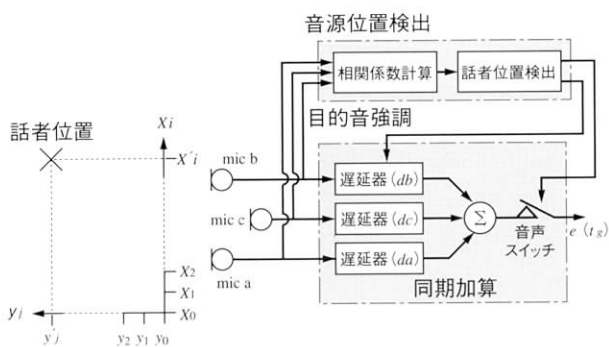 音源位置検出
相関係数計算
話者位置検出
目的音強調
話者位置
Xi
X'i
mic b
mic c
mic a
遅延器(db)
遅延器(dc)
遅延器(da)
Σ
音声
スイッチ
e (tg)
同期加算
X2
X1
X0
yj
y'j
y2
y1
y0